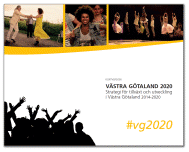 VÄSTRA GÖTALAND 2020
Strategi för tillväxt och utveckling
i Västra Götaland 2014-2020
#vg2020